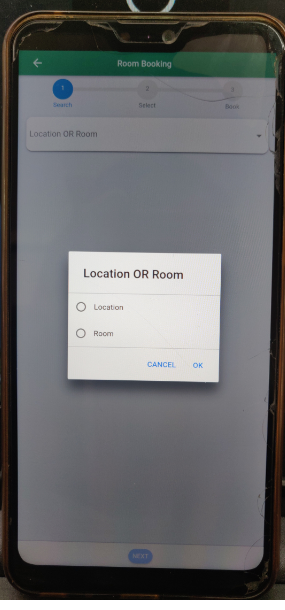 Room Booking
1 2 3
Search Select Book
Location OR Room
Location OR Room
Location
Room
CANCEL OK
NEXT